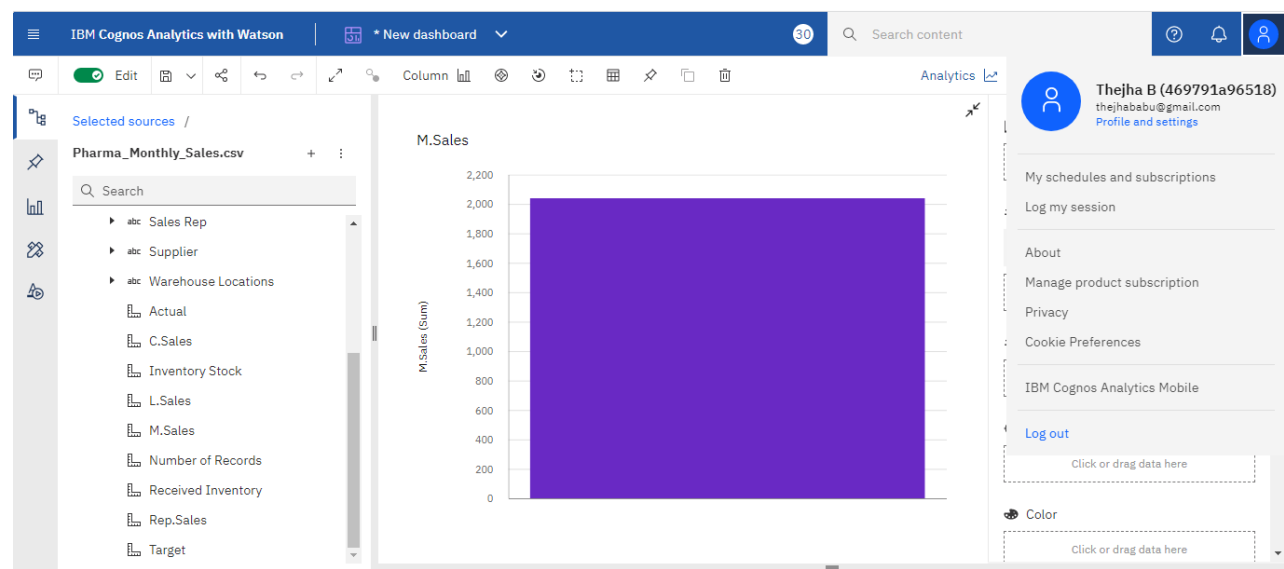 IBM Cognos Analytics with Watson
* New dashboard
30
Search content
Edit
Column
Analytics
Thejha B (469791a96518)
thejhababu@gmail.com
Profile and settings
My schedules and subscriptions
Log my session
About
Manage product subscription
Privacy
Cookie Preferences
IBM Cognos Analytics Mobile
Log out
Selected sources /
Pharma_Monthly_Sales.csv
Search
abc Sales Rep
abc Supplier
abc Warehouse Locations
Actual
C.Sales
Inventory Stock
L.Sales
M.Sales
Number of Records
Received Inventory
Rep.Sales
Target
M.Sales
M.Sales (Sum)
2,200
2,000
1,800
1,600
1,400
1,200
1,000
800
600
400
200
0
Click or drag data here
Color
Click or drag data here